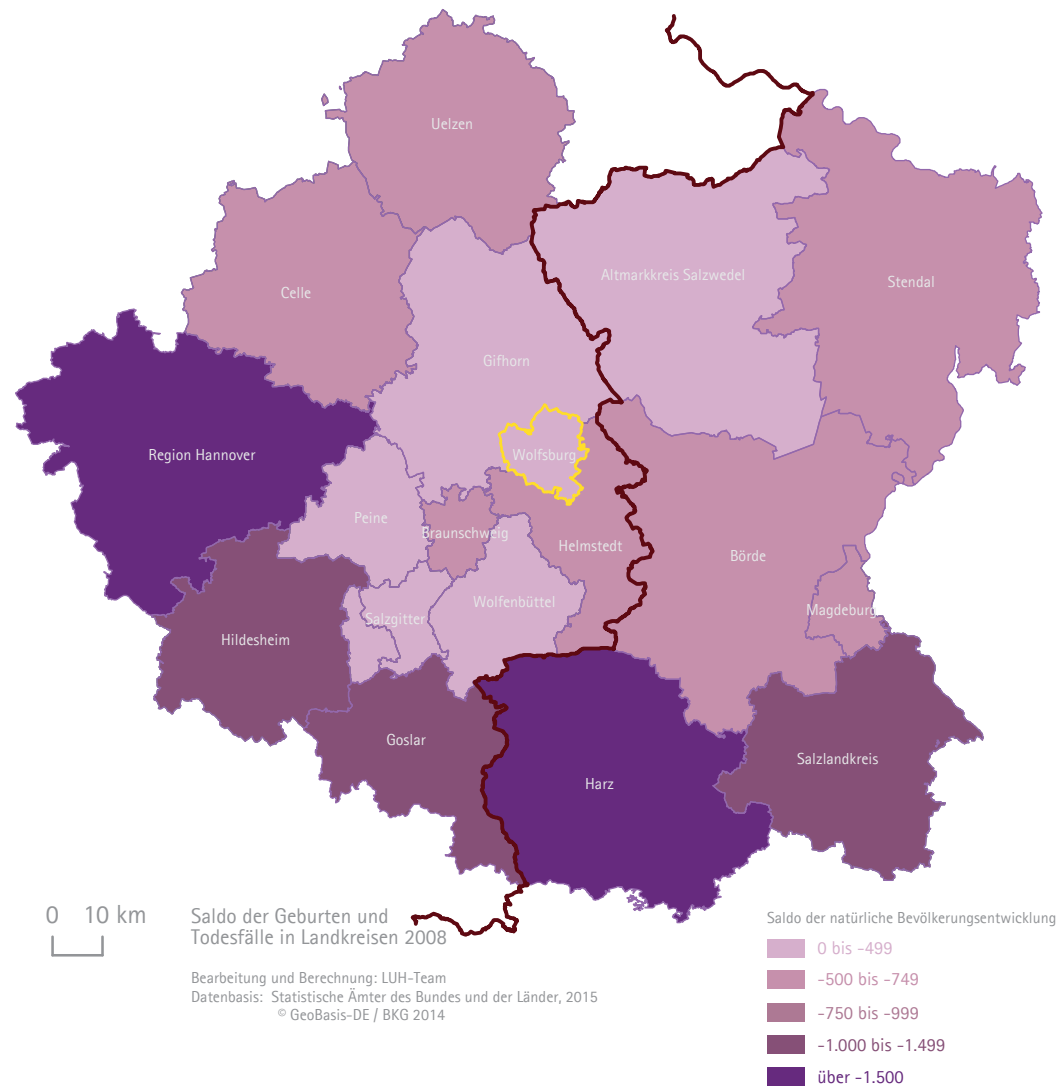 Uelzen
Altmarkkreis Salzwedel
Stendal
Celle
Gifhorn
Region Hannover
Wolfsburg
Peine
Braunschweig
Helmstedt
Börde
Wolfenbüttel
Magdeburg
Salzgitter
Hildesheim
Goslar
Salzlandkreis
Harz
0 10 km
Saldo der Geburten und
Todesfälle in Landkreisen 2008
Bearbeitung und Berechnung: LUH-Team
Datenbasis: Statistische Ämter des Bundes und der Länder, 2015
© GeoBasis-DE / BKG 2014
Saldo der natürliche Bevölkerungsentwicklung
0 bis -499
-500 bis -749
-750 bis -999
-1.000 bis -1.499
über -1.500